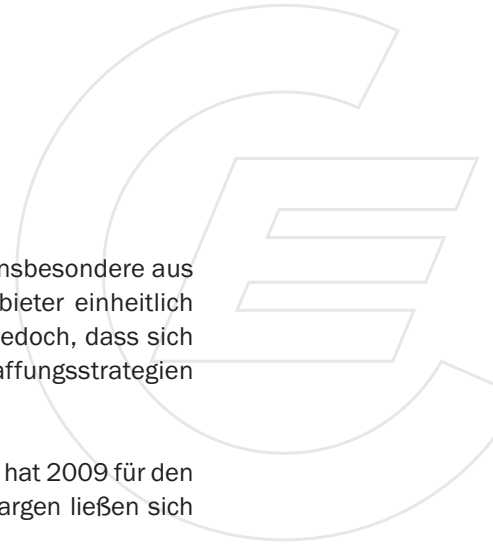 nsbesondere aus
bieter einheitlich
edoch, dass sich
affungsstrategien
hat 2009 für den
argen ließen sich